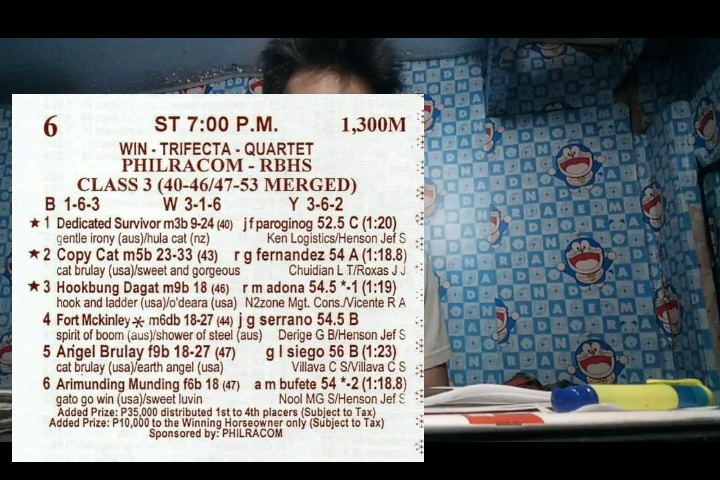 6 ST 7:00 P.M. 1,300M
WIN - TRIFECTA - QUARTET
PHILRACOM - RBHS
CLASS 3 (40-46/47-53 MERGED)
B 1-6-3 W 3-1-6 Y 3-6-2
★ 1 Dedicated Survivor m3b 9-24 (40) j f paroginog 52.5 C (1:20)
gentle irony (aus)/hula cat (nz) Ken Logistics/Henson Jef S
★ 2 Copy Cat m5b 23-33 (43) r g fernandez 54 A (1:18.8)
cat brulay (usa)/sweet and gorgeous Chuidian L T/Roxas J J
★ 3 Hookbung Dagat m9b 18 (46) r m adona 54.5 *-1 (1:19)
hook and ladder (usa)/o'deara (usa) N2zone Mgt. Cons./Vicente R A
4 Fort Mckinley * m6db 18-27 (44) j g serrano 54.5 B
spirit of boom (aus)/shower of steel (aus) Derige G B/Henson Jef S
5 Angel Brulay f9b 18-27 (47) g l siego 56 B (1:23)
cat brulay (usa)/earth angel (usa) Villava C S/Villava C S
6 Arimunding Munding f6b 18 (47) a m bufete 54 *-2 (1:18.8)
gato go win (usa)/sweet luvin Nool MG S/Henson Jef S
Added Prize: P35,000 distributed 1st to 4th placers (Subject to Tax)
Added Prize: P10,000 to the Winning Horseowner only (Subject to Tax)
Sponsored by: PHILRACOM